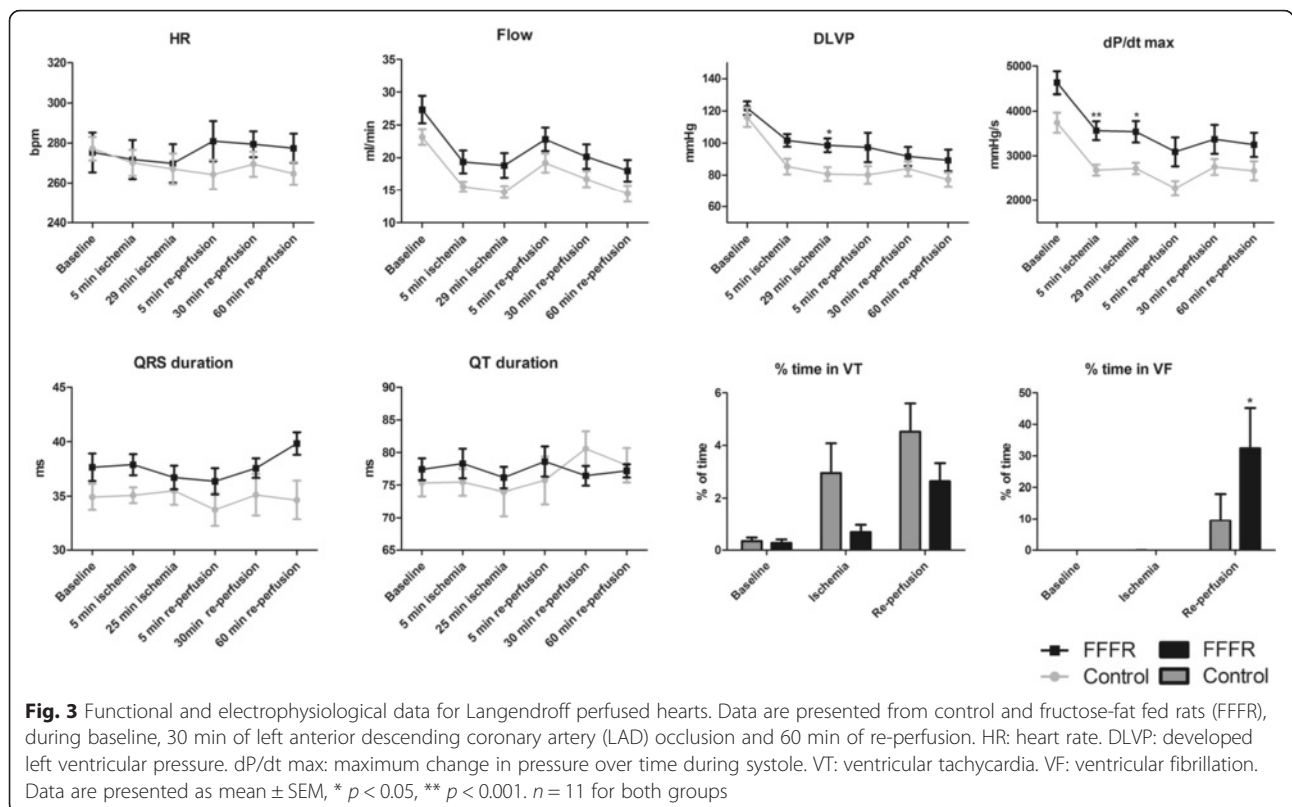 HR
Flow
DLVP
dP/dt max
bpm
300
280
260
240
Baseline
5 min ischemia
29 min ischemia
5 min re-perfusion
30 min re-perfusion
60 min re-perfusion
ml/min
35
30
25
20
15
10
Baseline
5 min ischemia
29 min ischemia
5 min re-perfusion
30 min re-perfusion
60 min re-perfusion
mmHg
140
120
100
80
60
*
Baseline
5 min ischemia
29 min ischemia
5 min re-perfusion
30 min re-perfusion
60 min re-perfusion
mmHg/s
5000
4000
3000
2000
** *
Baseline
5 min ischemia
29 min ischemia
5 min re-perfusion
30 min re-perfusion
60 min re-perfusion
QRS duration
QT duration
% time in VT
% time in VF
ms
45
40
35
30
Baseline
5 min ischemia
25 min ischemia
5 min re-perfusion
30min re-perfusion
60 min re-perfusion
ms
90
85
80
75
70
65
Baseline
5 min ischemia
25 min ischemia
5 min re-perfusion
30 min re-perfusion
60 min re-perfusion
% of time
6
4
2
0
Baseline
Ischemia
Re-perfusion
% of time
50
40
30
20
10
0
*
Baseline
Ischemia
Re-perfusion
FFFR FFFR
Control Control
Fig. 3 Functional and electrophysiological data for Langendroff perfused hearts. Data are presented from control and fructose-fat fed rats (FFFR),
during baseline, 30 min of left anterior descending coronary artery (LAD) occlusion and 60 min of re-perfusion. HR: heart rate. DLVP: developed
left ventricular pressure. dP/dt max: maximum change in pressure over time during systole. VT: ventricular tachycardia. VF: ventricular fibrillation.
Data are presented as mean ± SEM, * p < 0.05, ** p < 0.001. n = 11 for both groups